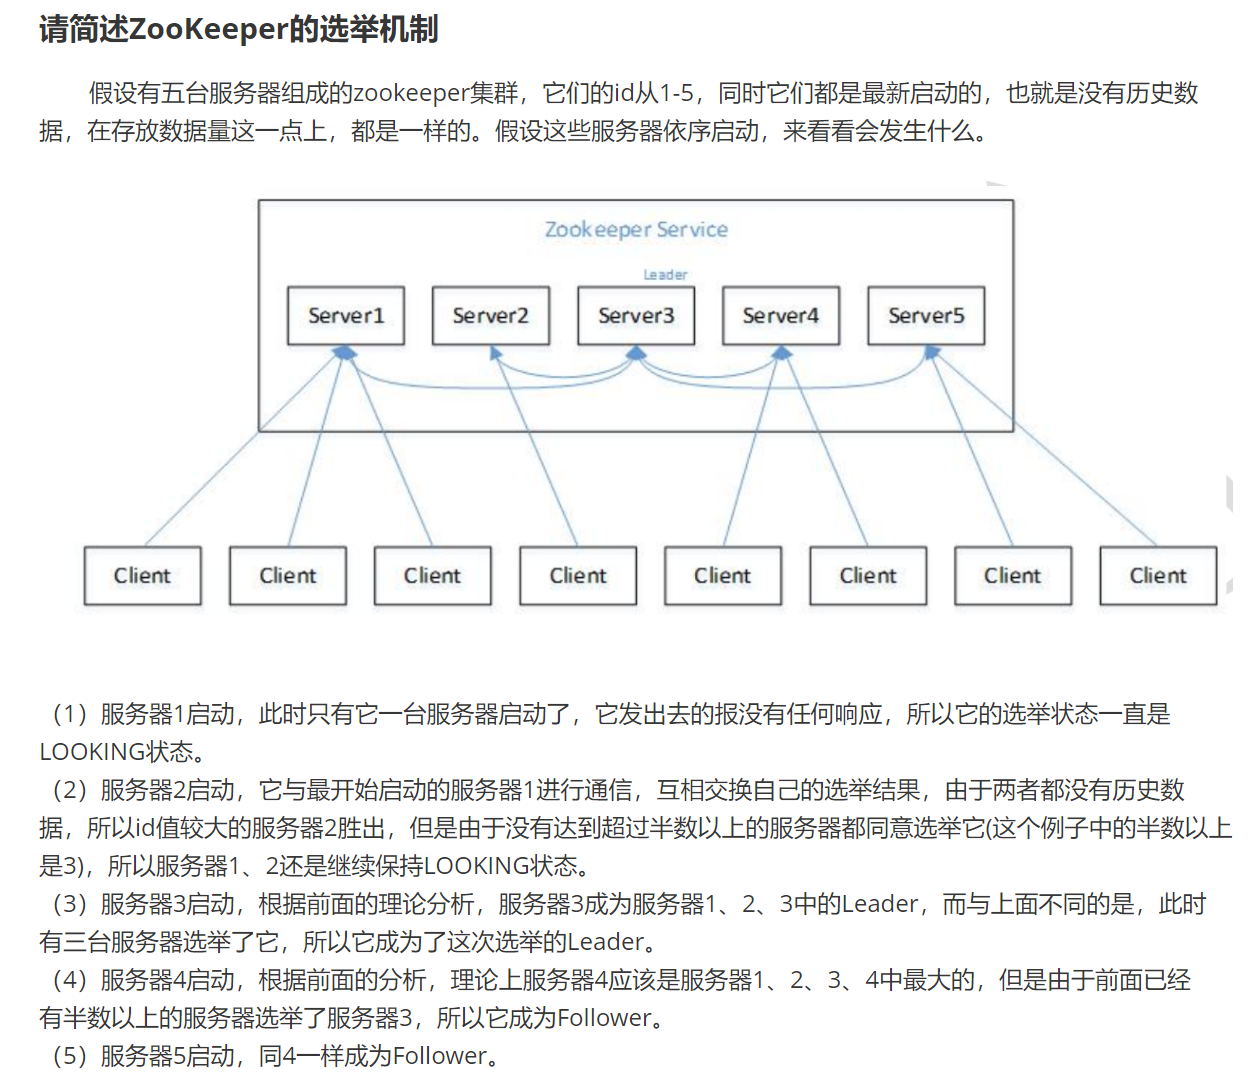 请简述ZooKeeper的选举机制
假设有五台服务器组成的zookeeper集群，它们的id从1-5，同时它们都是最新启动的，也就是没有历史数
据，在存放数据量这一点上，都是一样的。假设这些服务器依序启动，来看看会发生什么。
Zookeeper Service
Leader
Server1
Server2
Server3
Server4
Server5
Client
Client
Client
Client
Client
Client
Client
Client
（1）服务器1启动，此时只有它一台服务器启动了，它发出去的报没有任何响应，所以它的选举状态一直是
LOOKING状态。
（2）服务器2启动，它与最开始启动的服务器1进行通信，互相交换自己的选举结果，由于两者都没有历史数
据，所以id值较大的服务器2胜出，但是由于没有达到超过半数以上的服务器都同意选举它(这个例子中的半数以上
是3)，所以服务器1、2还是继续保持LOOKING状态。
（3）服务器3启动，根据前面的理论分析，服务器3成为服务器1、2、3中的Leader，而与上面不同的是，此时
有三台服务器选举了它，所以它成为了这次选举的Leader。
（4）服务器4启动，根据前面的分析，理论上服务器4应该是服务器1、2、3、4中最大的，但是由于前面已经
有半数以上的服务器选举了服务器3，所以它成为Follower。
（5）服务器5启动，同4一样成为Follower。